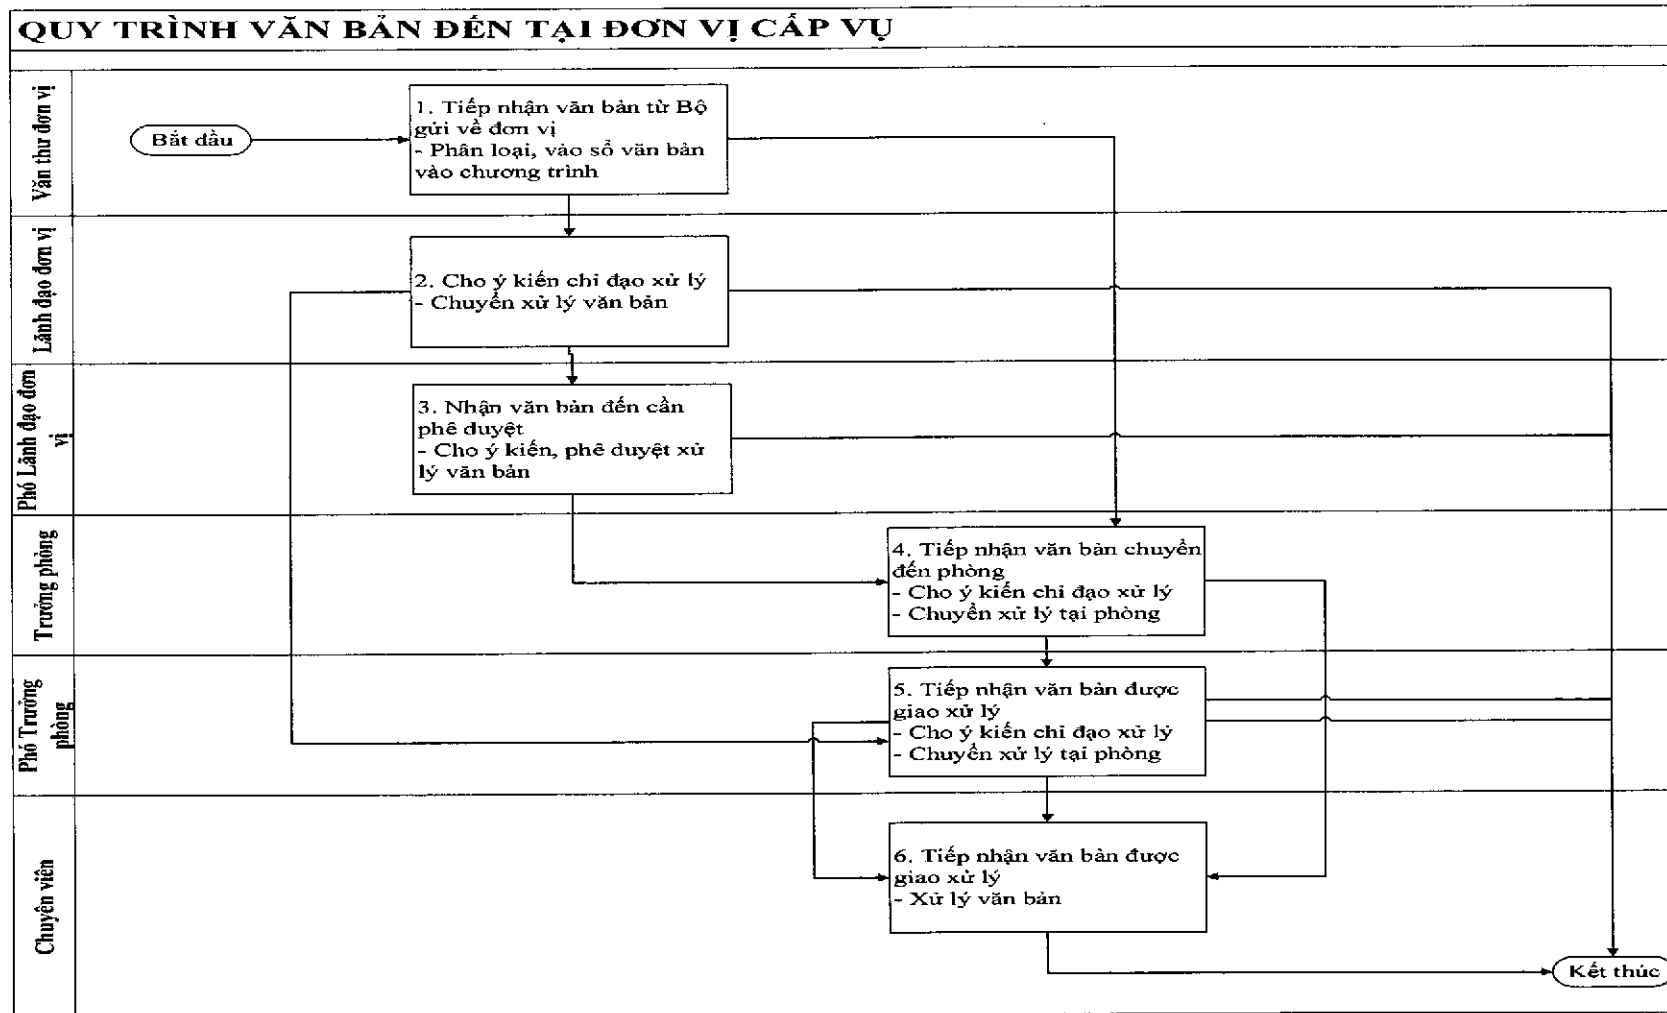 QUY TRÌNH VĂN BẢN ĐẾN TẠI ĐƠN VỊ CẤP VỤ
Văn thư đơn vị
Bắt đầu
1. Tiếp nhận văn bản từ Bộ
gửi về đơn vị
- Phân loại, vào sổ văn bản
vào chương trình
Lãnh đạo đơn vị
2. Cho ý kiến chỉ đạo xử lý
- Chuyển xử lý văn bản
Phó Lãnh đạo đơn
vị
3. Nhận văn bản đến cần
phê duyệt
- Cho ý kiến, phê duyệt xử
lý văn bản
Trưởng phòng
4. Tiếp nhận văn bản chuyển
đến phòng
- Cho ý kiến chỉ đạo xử lý
- Chuyển xử lý tại phòng
Phó Trưởng
phòng
5. Tiếp nhận văn bản được
giao xử lý
- Cho ý kiến chỉ đạo xử lý
- Chuyển xử lý tại phòng
Chuyên viên
6. Tiếp nhận văn bản được
giao xử lý
- Xử lý văn bản
Kết thúc